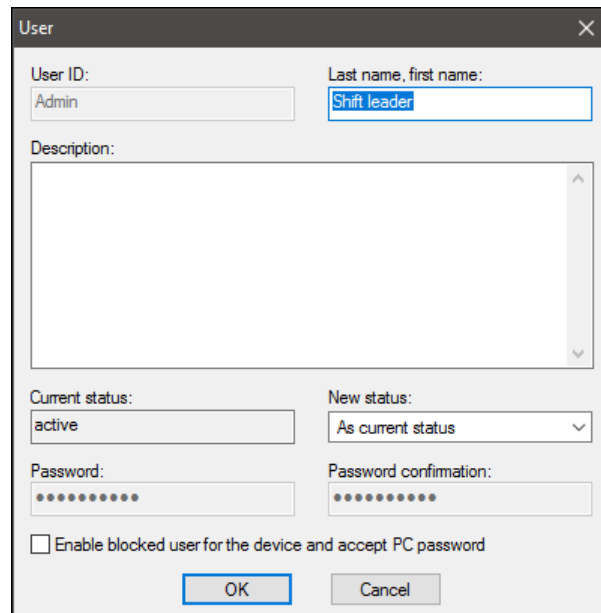 User
User ID:
Last name, first name:
Admin
Shift leader
Description:
Current status:
New status:
active
As current status
Password:
Password confirmation:
●●●●●●●●●●
●●●●●●●●●●
Enable blocked user for the device and accept PC password
OK
Cancel